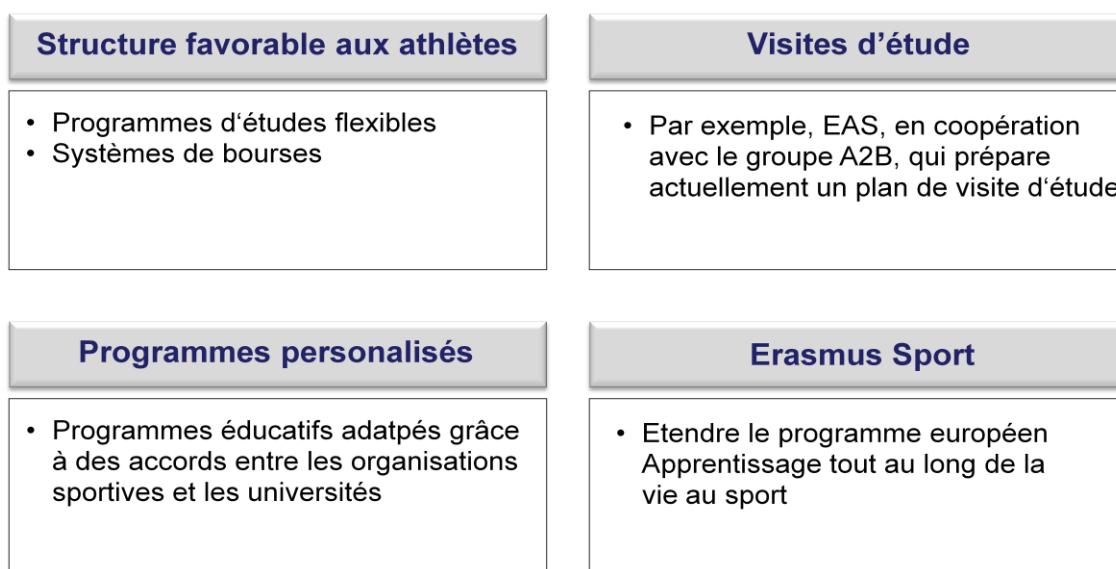 Structure favorable aux athlètes
• Programmes d‘études flexibles
• Systèmes de bourses
Visites d’étude
• Par exemple, EAS, en coopération
avec le groupe A2B, qui prépare
actuellement un plan de visite d‘étude
Programmes personalisés
• Programmes éducatifs adatpés grâce
à des accords entre les organisations
sportives et les universités
Erasmus Sport
• Etendre le programme européen
Apprentissage tout au long de la
vie au sport